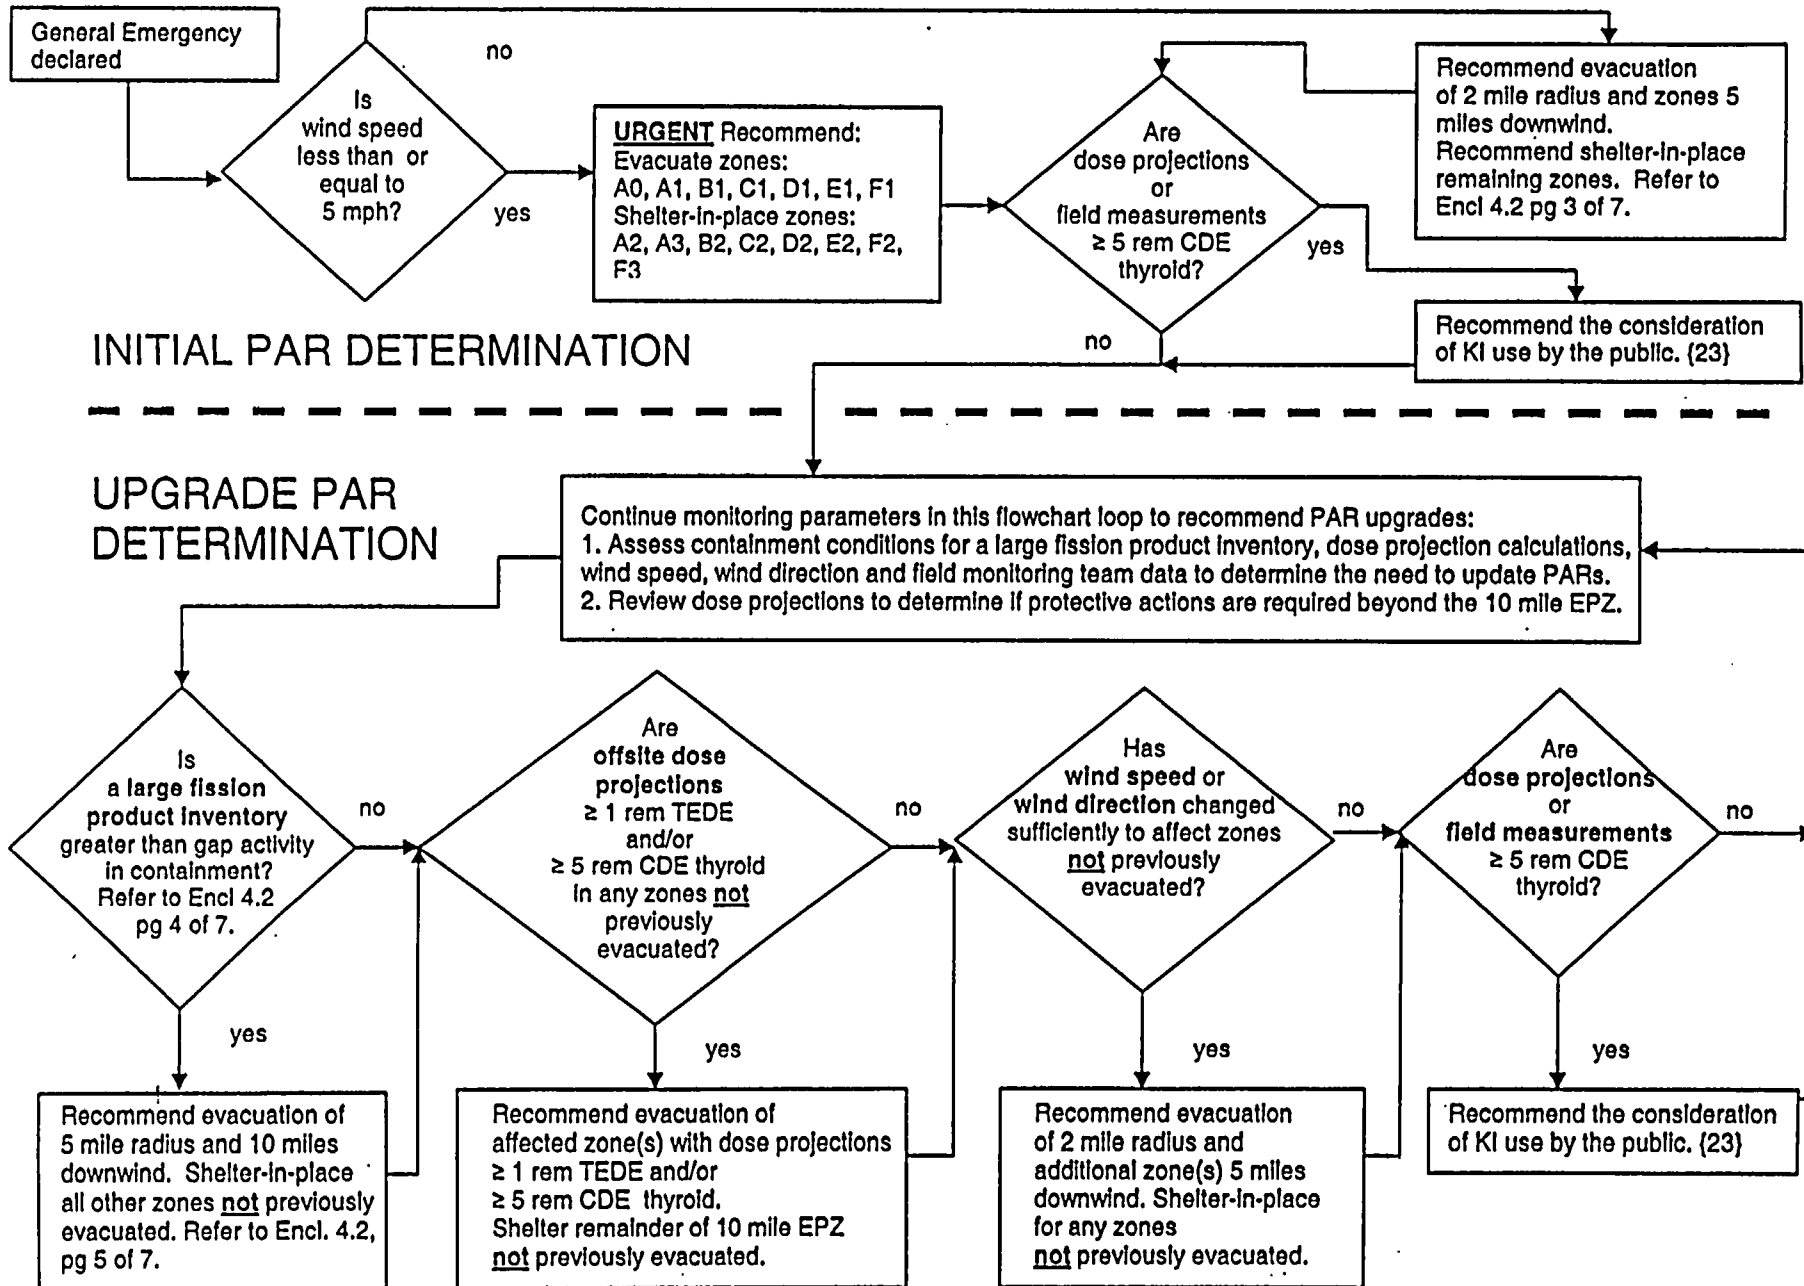 General Emergency
declared
no
Is
wind speed
less than or
equal to
5 mph?
yes
URGENT Recommend:
Evacuate zones:
A0, A1, B1, C1, D1, E1, F1
Shelter-in-place zones:
A2, A3, B2, C2, D2, E2, F2,
F3
Are
dose projections
or
field measurements
≥ 5 rem CDE
thyroid?
yes
no
Recommend evacuation
of 2 mile radius and zones 5
miles downwind.
Recommend shelter-in-place
remaining zones. Refer to
Encl 4.2 pg 3 of 7.
Recommend the consideration
of KI use by the public. {23}
INITIAL PAR DETERMINATION
UPGRADE PAR
DETERMINATION
Continue monitoring parameters in this flowchart loop to recommend PAR upgrades:
1. Assess containment conditions for a large fission product inventory, dose projection calculations,
wind speed, wind direction and field monitoring team data to determine the need to update PARs.
2. Review dose projections to determine if protective actions are required beyond the 10 mile EPZ.
Is
a large fission
product inventory
greater than gap activity
in containment?
Refer to Encl 4.2
pg 4 of 7.
no
yes
Are
offsite dose
projections
≥ 1 rem TEDE
and/or
≥ 5 rem CDE thyroid
in any zones not
previously
evacuated?
no
yes
Has
wind speed or
wind direction changed
sufficiently to affect zones
not previously
evacuated?
no
yes
Are
dose projections
or
field measurements
≥ 5 rem CDE
thyroid?
no
yes
Recommend evacuation of
5 mile radius and 10 miles
downwind. Shelter-in-place
all other zones not previously
evacuated. Refer to Encl. 4.2,
pg 5 of 7.
Recommend evacuation of
affected zone(s) with dose projections
≥ 1 rem TEDE and/or
≥ 5 rem CDE thyroid.
Shelter remainder of 10 mile EPZ
not previously evacuated.
Recommend evacuation
of 2 mile radius and
additional zone(s) 5 miles
downwind. Shelter-in-place
for any zones
not previously evacuated.
Recommend the consideration
of KI use by the public. {23}